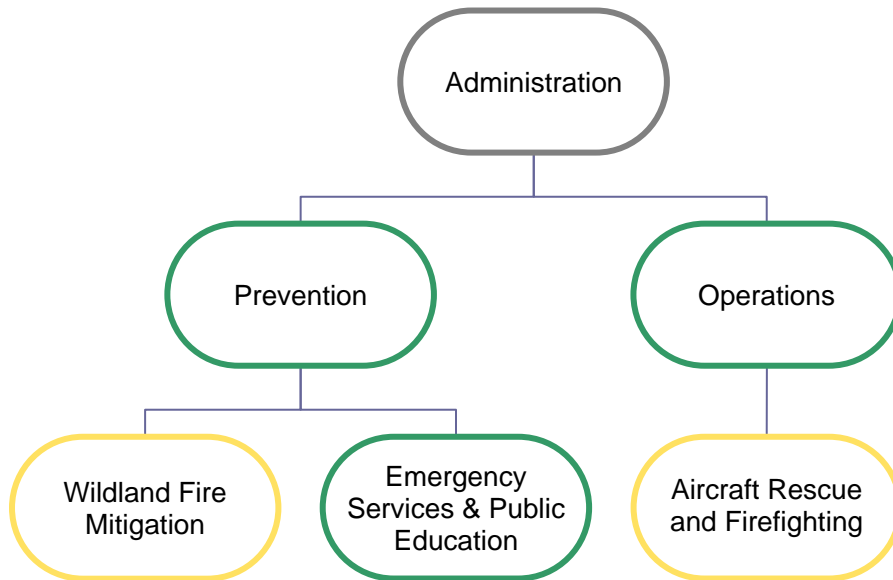 Administration
Prevention
Operations
Wildland Fire
Mitigation
Emergency
Services & Public
Education
Aircraft Rescue
and Firefighting